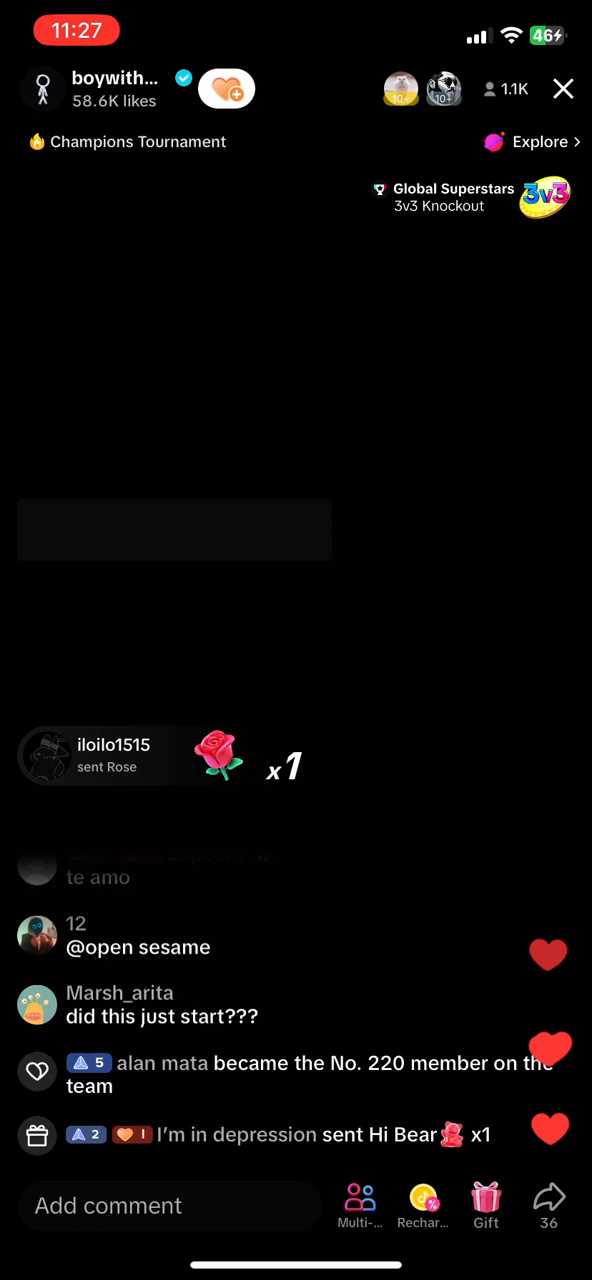 11:27
46
boywith...
58.6K likes
10+
10+
1.1K
Champions Tournament
Explore >
Global Superstars
3v3 Knockout
3v3
iloilo1515
sent Rose
x1
te amo
12
@open sesame
Marsh_arita
did this just start???
5 alan mata became the No. 220 member on the
team
2 I I'm in depression sent Hi Bear x1
Add comment
Multi-...
Rechar...
Gift
36